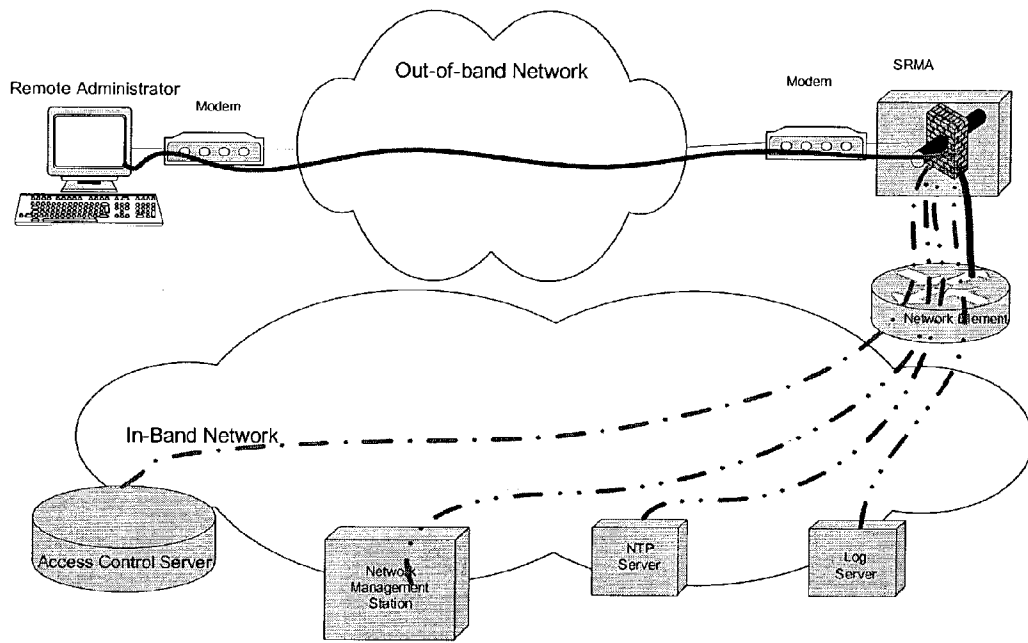 Out-of-band Network
SRMA
Remote Administrator
Modem
Modem
Network Element
In-Band Network
Access Control Server
Network
Management
Station
NTP
Server
Log
Server